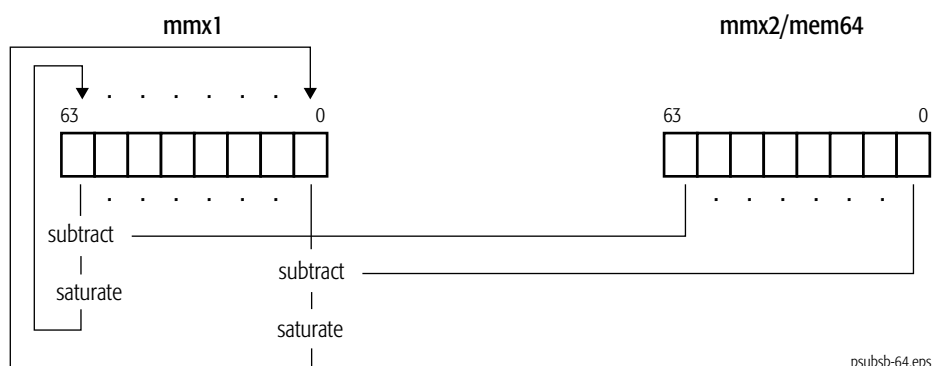 mmx1 mmx2/mem64
. . . . . .
63 0 63 0
. . . . . . . . . . . .
subtract
subtract
saturate
saturate
psubsb-64.eps